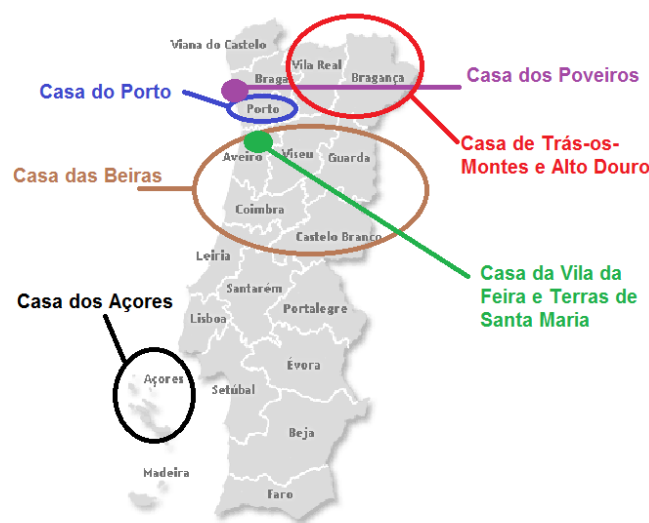 Viana do Castelo
Vila Real
Braga
Bragança
Casa dos Poveiros
Casa do Porto
Porto
Casa de Trás-os-
Montes e Alto Douro
Aveiro
Viseu
Guarda
Casa das Beiras
Coimbra
Castelo Branco
Leiria
Casa da Vila da
Feira e Terras de
Santa Maria
Santarém
Casa dos Açores
Portalegre
Lisboa
Évora
Açores
Setúbal
Beja
Madeira
Faro